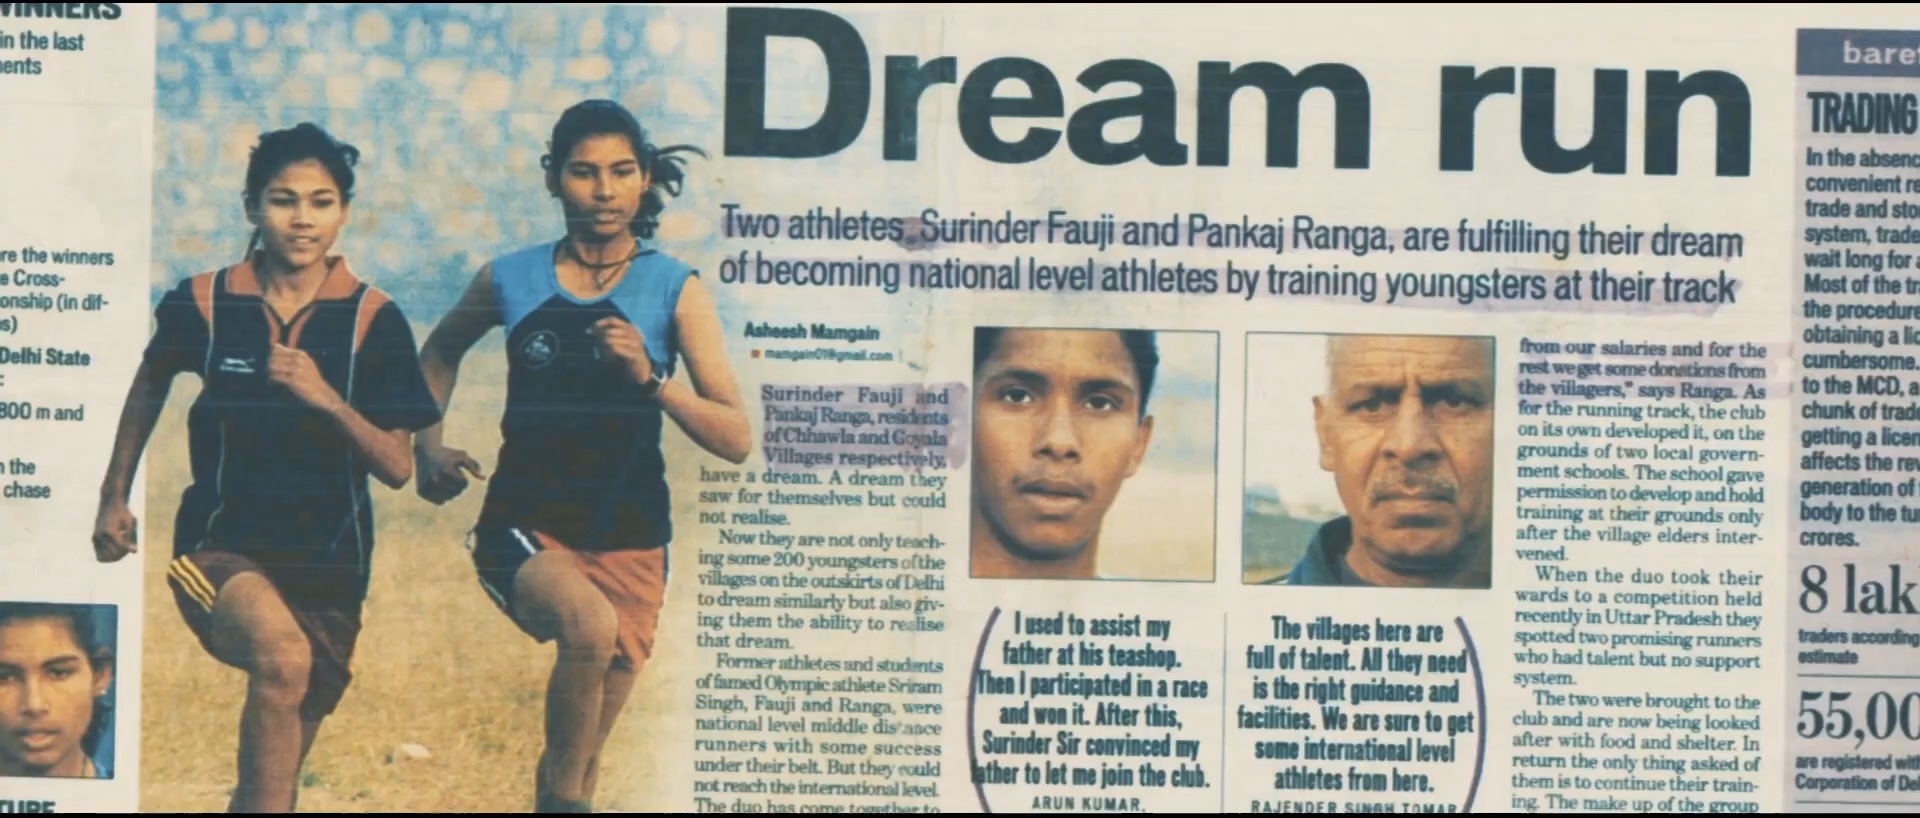 WINNERS
in the last
ents
re the winners
e Cross-
onship (in dif-
s)
Delhi State
:
800 m and
n the
chase
TURE
Dream run
Two athletes, Surinder Fauji and Pankaj Ranga, are fulfilling their dream
of becoming national level athletes by training youngsters at their track
Asheesh Mamgain
mamgain01@gmail.com
Surinder Fauji and
Pankaj Ranga, residents
of Chhawla and Goyala
Villages respectively,
have a dream. A dream they
saw for themselves but could
not realise.
Now they are not only teach-
ing some 200 youngsters of the
villages on the outskirts of Delhi
to dream similarly but also giv-
ing them the ability to realise
that dream.
Former athletes and students
of famed Olympic athlete Sriram
Singh, Fauji and Ranga, were
national level middle distance
runners with some success
under their belt. But they could
not reach the international level.
The duo has come together to
I used to assist my
father at his teashop.
Then I participated in a race
and won it. After this,
Surinder Sir convinced my
father to let me join the club.
ARUN KUMAR,
The villages here are
full of talent. All they need
is the right guidance and
facilities. We are sure to get
some international level
athletes from here.
RAJENDER SINGH TOMAR
from our salaries and for the
rest we get some donations from
the villagers," says Ranga. As
for the running track, the club
on its own developed it, on the
grounds of two local govern-
ment schools. The school gave
permission to develop and hold
training at their grounds only
after the village elders inter-
vened.
When the duo took their
wards to a competition held
recently in Uttar Pradesh they
spotted two promising runners
who had talent but no support
system.
The two were brought to the
club and are now being looked
after with food and shelter. In
return the only thing asked of
them is to continue their train-
ing. The make up of the group
baref
TRADING
In the absenc
convenient re
trade and sto
system, trade
wait long for a
Most of the tra
the procedure
obtaining a lic
cumbersome.
to the MCD, a
chunk of trade
getting a licen
affects the rev
generation of
body to the tu
crores.
8 lak
traders according
estimate
55,00
are registered with
Corporation of Del